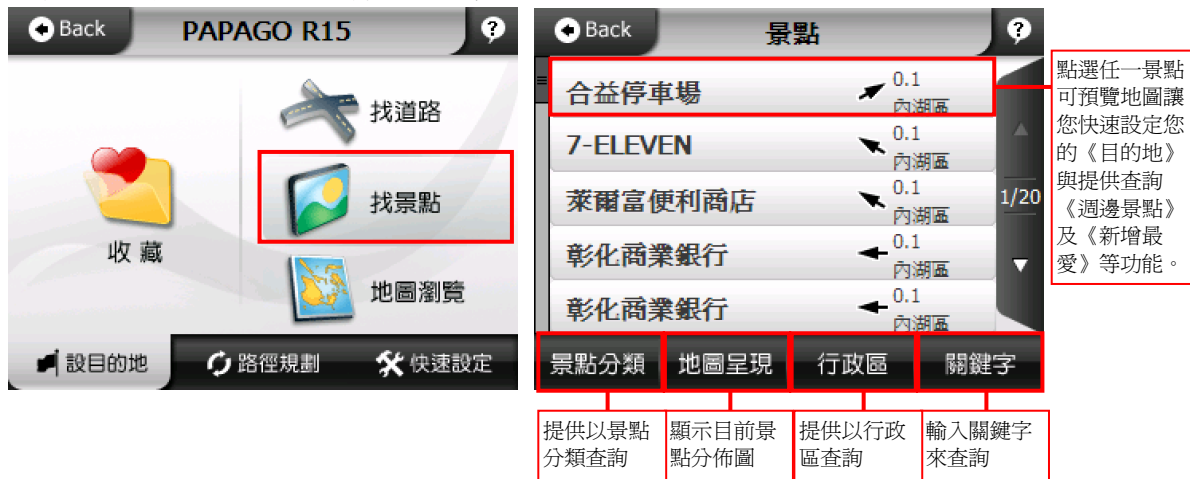 Back
PAPAGO R15
?
找道路
找景點
收藏
地圖瀏覽
設目的地
路徑規劃
快速設定
Back
景點
?
合益停車場
0.1
內湖區
7-ELEVEN
0.1
內湖區
萊爾富便利商店
0.1
內湖區
彰化商業銀行
0.1
內湖區
彰化商業銀行
0.1
內湖區
1/20
景點分類
地圖呈現
行政區
關鍵字
點選任一景點
可預覽地圖讓
您快速設定您
的《目的地》
與提供查詢
《週邊景點》
及《新增最
愛》等功能。
提供以景點
分類查詢
顯示目前景
點分佈圖
提供以行政
區查詢
輸入關鍵字
來查詢